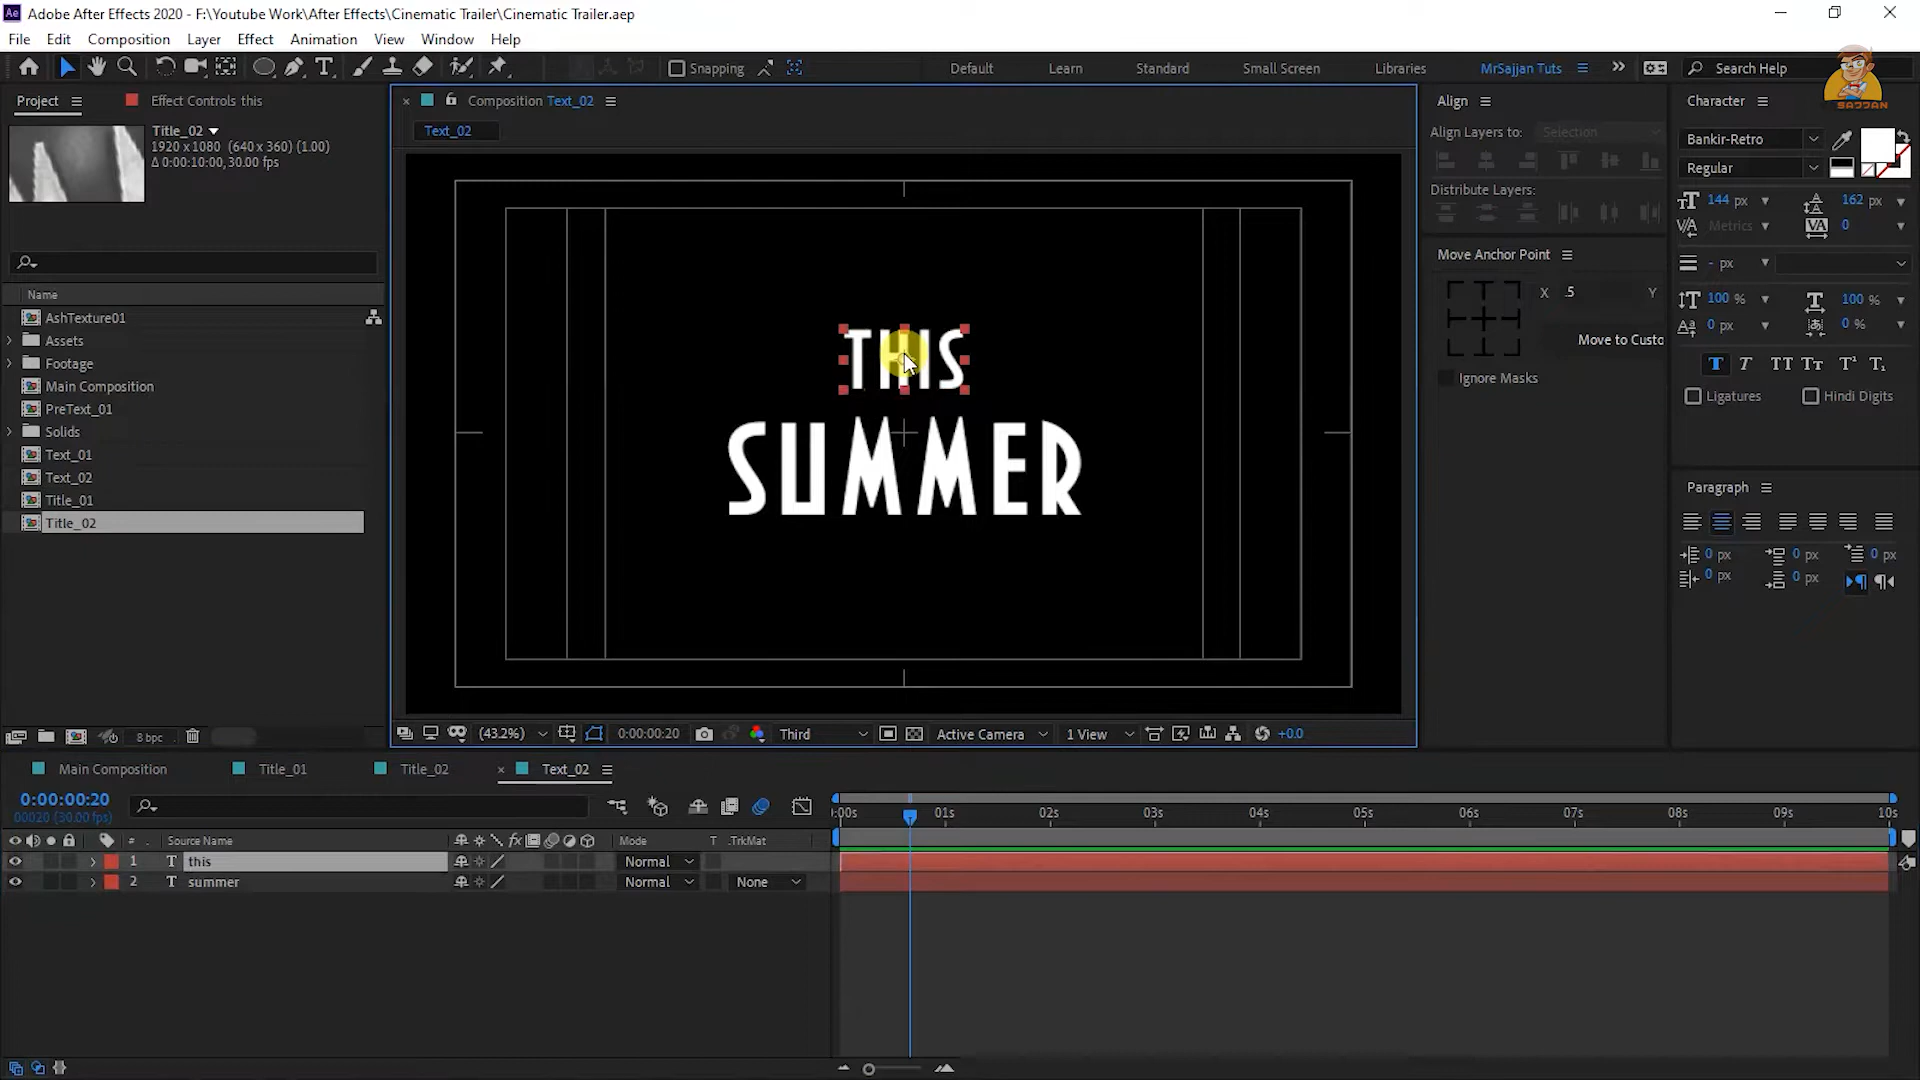 Adobe After Effects 2020 - F:\Youtube Work\After Effects\Cinematic Trailer\Cinematic Trailer.aep
File Edit Composition Layer Effect Animation View Window Help
Snapping Default Learn Standard Small Screen Libraries MrSajjan Tuts Search Help
SAJJAN
Project Effect Controls this
Title_02
1920 x 1080 (640 x 360) (1.00)
Δ 0:00:10:00, 30.00 fps
Name
AshTexture01
Assets
Footage
Main Composition
PreText_01
Solids
Text_01
Text_02
Title_01
Title_02
8 bpc
Composition Text_02
Text_02
THIS
SUMMER
(43.2%) 0:00:00:20 Third Active Camera 1 View +0.0
Align
Align Layers to: Selection
Distribute Layers:
Move Anchor Point
X .5 Y
Move to Custo
Ignore Masks
Character
Bankir-Retro
Regular
144 px 162 px
Metrics 0
- px
100 % 100 %
0 px 0 %
Ligatures Hindi Digits
Paragraph
0 px 0 px 0 px
0 px 0 px
Main Composition Title_01 Title_02 Text_02
0:00:00:20
00020 (30.00 fps)
:00s 01s 02s 03s 04s 05s 06s 07s 08s 09s 10s
# Source Name Mode T .TrkMat
1 T this Normal
2 T summer Normal None